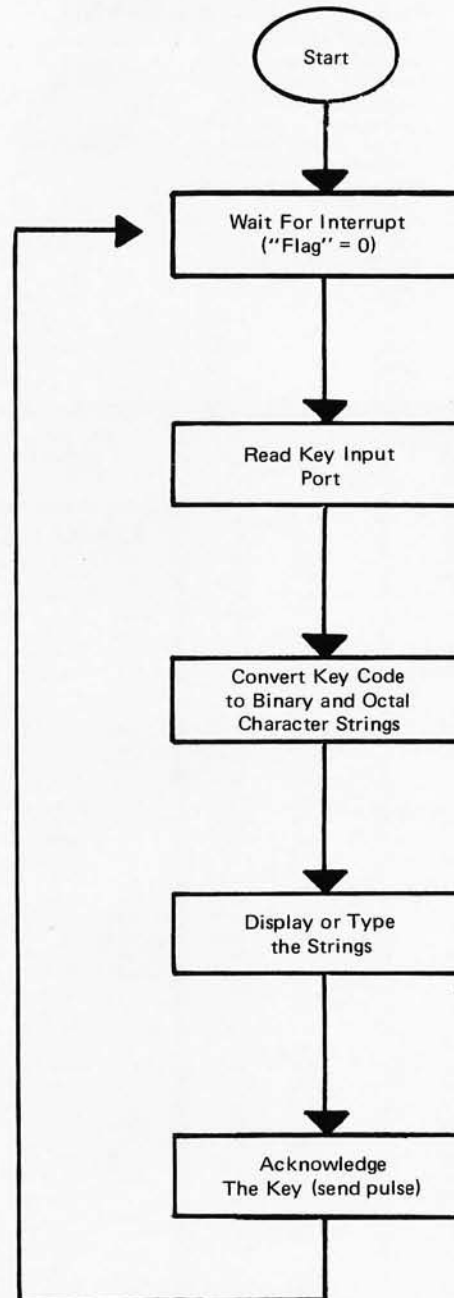 Start
Wait For Interrupt
("Flag" = 0)
Read Key Input
Port
Convert Key Code
to Binary and Octal
Character Strings
Display or Type
the Strings
Acknowledge
The Key (send pulse)